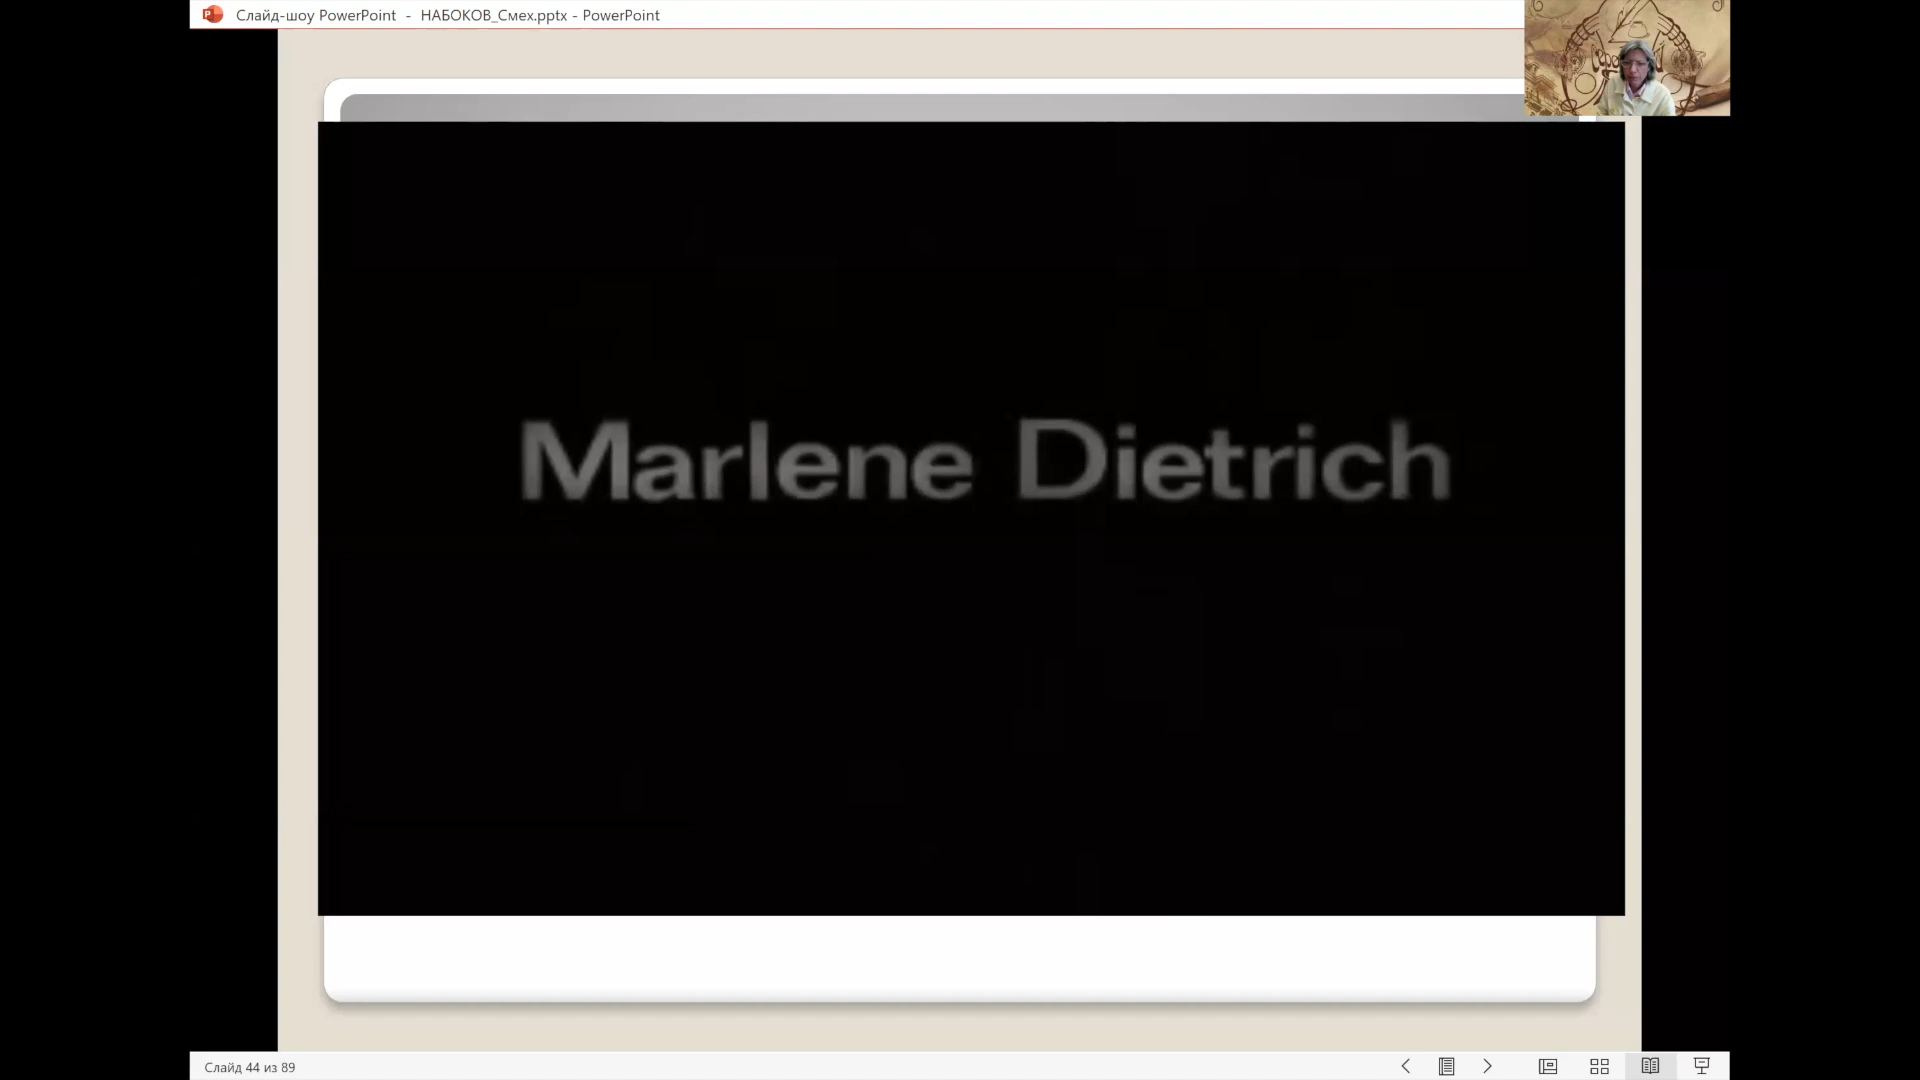 Слайд-шоу PowerPoint - НАБОКОВ_Смех.pptx - PowerPoint
Marlene Dietrich
Слайд 44 из 89